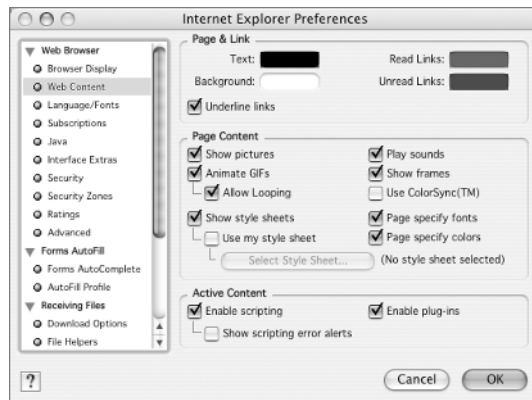 Internet Explorer Preferences
Web Browser
Browser Display
Web Content
Language/Fonts
Subscriptions
Java
Interface Extras
Security
Security Zones
Ratings
Advanced
Forms AutoFill
Forms AutoComplete
AutoFill Profile
Receiving Files
Download Options
File Helpers
Page & Link
Text: Read Links:
Background: Unread Links:
Underline links
Page Content
Show pictures Play sounds
Animate GIFs Show frames
Allow Looping Use ColorSync(TM)
Show style sheets Page specify fonts
Use my style sheet Page specify colors
Select Style Sheet... (No style sheet selected)
Active Content
Enable scripting Enable plug-ins
Show scripting error alerts
? Cancel OK